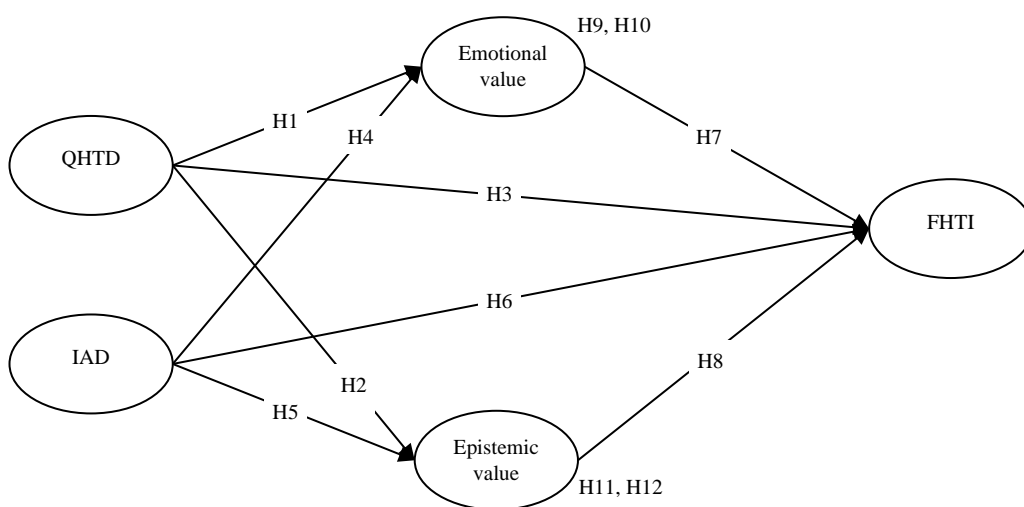 H9, H10
Emotional
value
H1
H4
H7
QHTD
H3
FHTI
H6
IAD
H2
H8
H5
Epistemic
value
H11, H12